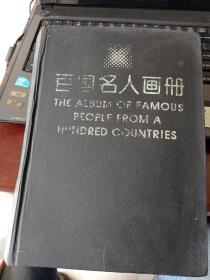 百国名人画册
THE ALBUM OF FAMOUS
PEOPLE FROM A
HUNDRED COUNTRIES